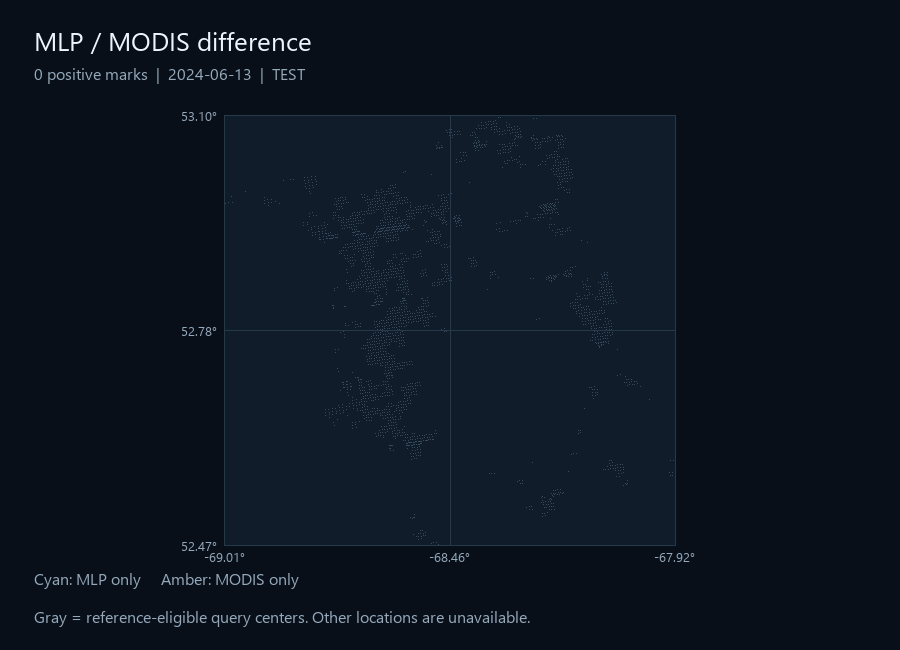 MLP / MODIS difference
0 positive marks | 2024-06-13 | TEST
53.10°
52.78°
52.47°
-69.01° -68.46° -67.92°
Cyan: MLP only Amber: MODIS only
Gray = reference-eligible query centers. Other locations are unavailable.